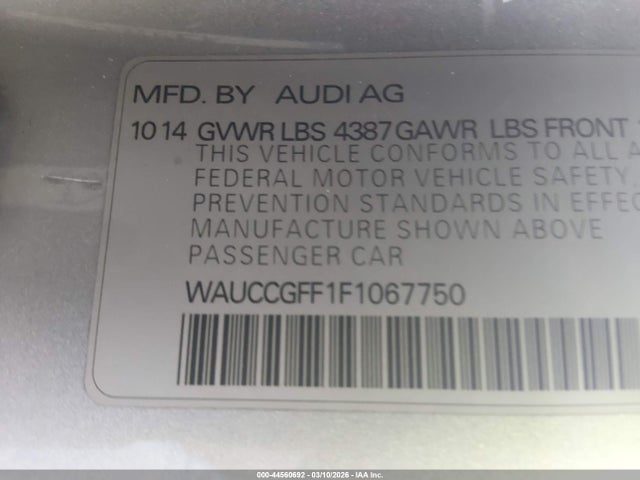 MFD. BY AUDI AG
10 14 GVWR LBS 4387 GAWR LBS FRONT
THIS VEHICLE CONFORMS TO ALL A
FEDERAL MOTOR VEHICLE SAFETY,
PREVENTION STANDARDS IN EFFEC
MANUFACTURE SHOWN ABOVE
PASSENGER CAR
WAUCCGFF1F1067750
000-44560692 - 03/10/2026 - IAA Inc.